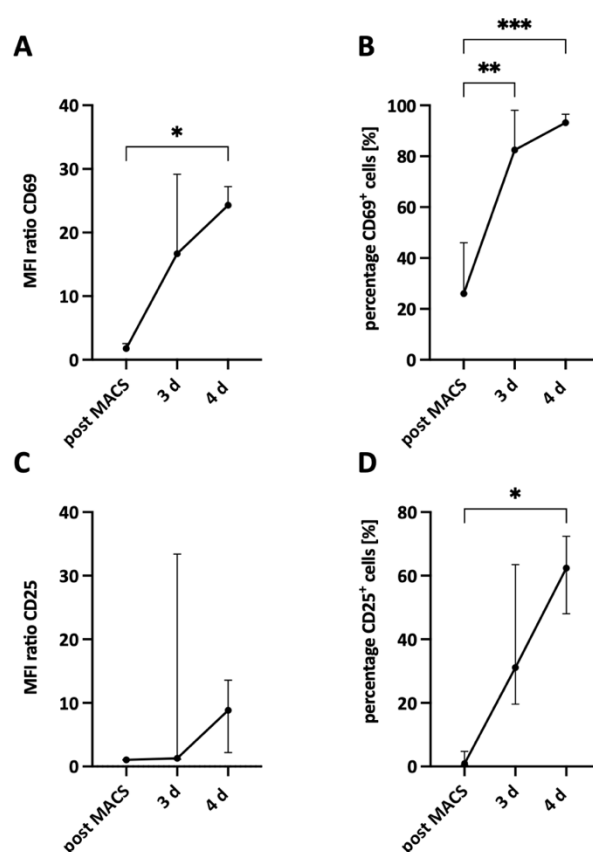 A
MFI ratio CD69
40
30
20
10
0
*
post MACS
3 d
4 d
B
percentage CD69⁺ cells [%]
100
80
60
40
20
0
**
***
post MACS
3 d
4 d
C
MFI ratio CD25
40
30
20
10
0
post MACS
3 d
4 d
D
percentage CD25⁺ cells [%]
80
60
40
20
0
*
post MACS
3 d
4 d